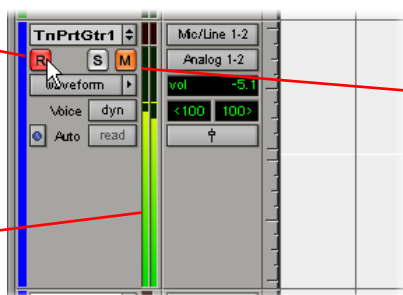 TnPrtGtr1 Mic/Line 1-2
R S M Analog 1-2
waveform vol -5.1
Voice dyn <100 100>
Auto read